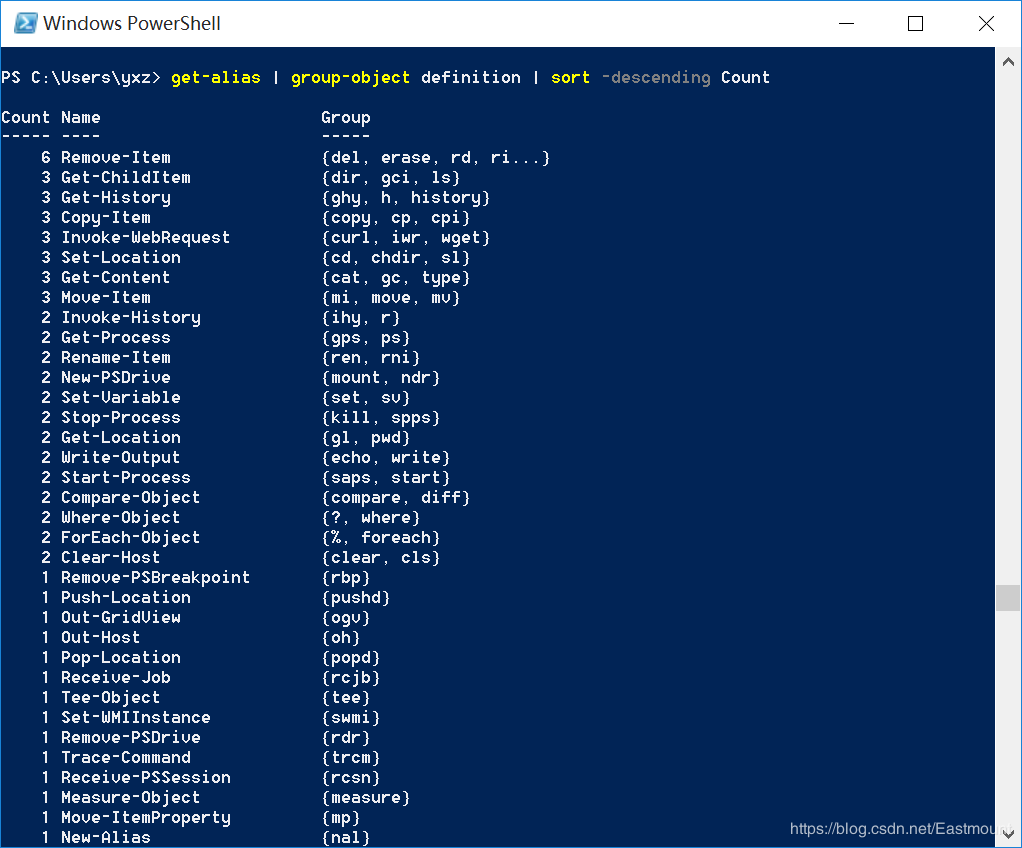 Windows PowerShell
PS C:\Users\yxz> get-alias | group-object definition | sort -descending Count
Count Name                      Group
----- ----                      -----
    6 Remove-Item               {del, erase, rd, ri...}
    3 Get-ChildItem             {dir, gci, ls}
    3 Get-History               {ghy, h, history}
    3 Copy-Item                 {copy, cp, cpi}
    3 Invoke-WebRequest         {curl, iwr, wget}
    3 Set-Location              {cd, chdir, sl}
    3 Get-Content               {cat, gc, type}
    3 Move-Item                 {mi, move, mv}
    2 Invoke-History            {ihy, r}
    2 Get-Process               {gps, ps}
    2 Rename-Item               {ren, rni}
    2 New-PSDrive               {mount, ndr}
    2 Set-Variable              {set, sv}
    2 Stop-Process              {kill, spps}
    2 Get-Location              {gl, pwd}
    2 Write-Output              {echo, write}
    2 Start-Process             {saps, start}
    2 Compare-Object            {compare, diff}
    2 Where-Object              {?, where}
    2 ForEach-Object            {%, foreach}
    2 Clear-Host                {clear, cls}
    1 Remove-PSBreakpoint       {rbp}
    1 Push-Location             {pushd}
    1 Out-GridView              {ogv}
    1 Out-Host                  {oh}
    1 Pop-Location              {popd}
    1 Receive-Job               {rcjb}
    1 Tee-Object                {tee}
    1 Set-WMIInstance           {swmi}
    1 Remove-PSDrive            {rdr}
    1 Trace-Command             {trcm}
    1 Receive-PSSession         {rcsn}
    1 Measure-Object            {measure}
    1 Move-ItemProperty         {mp}
    1 New-Alias                 {nal}
https://blog.csdn.net/Eastmount